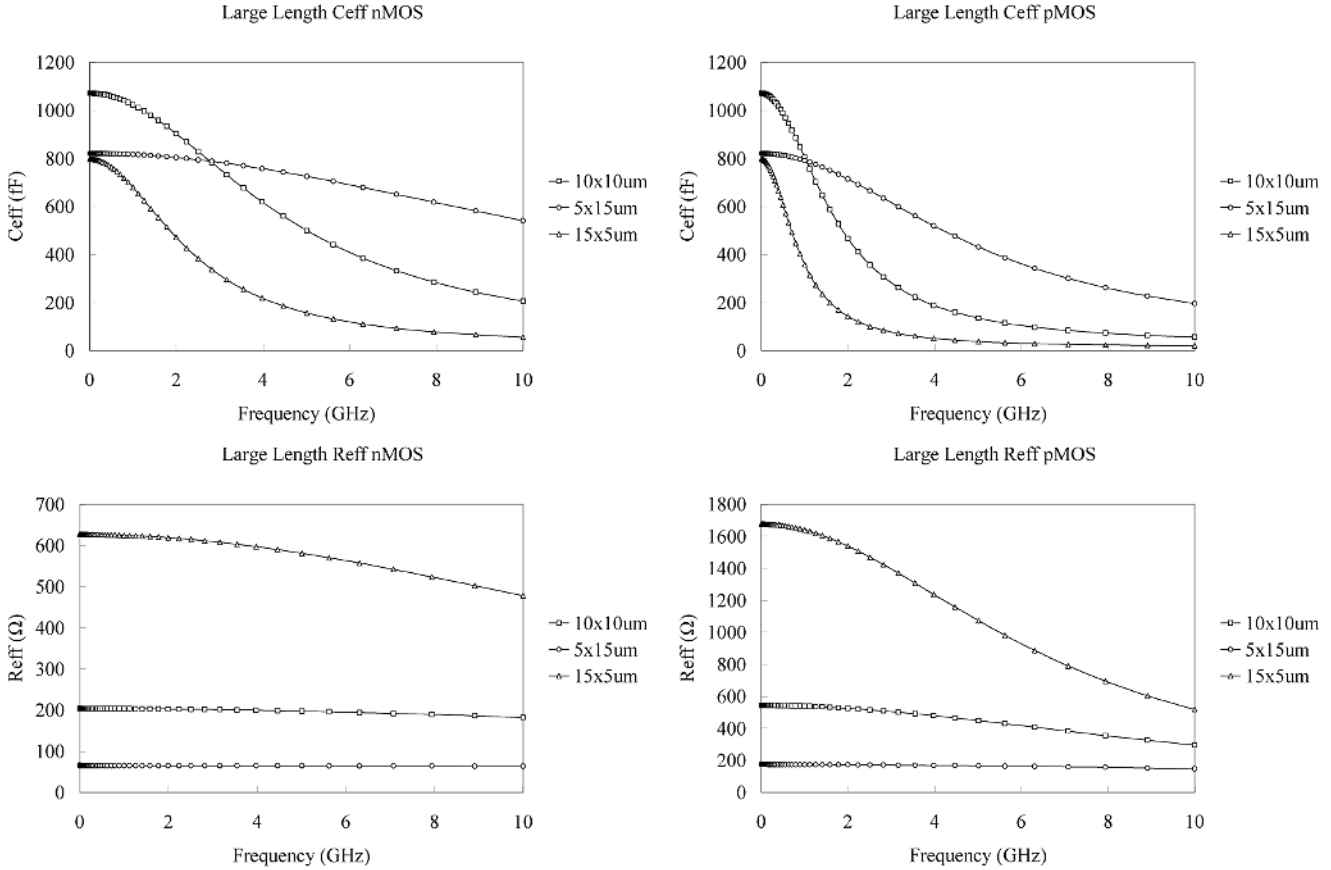 Large Length Ceff nMOS
Ceff (fF)
1200
1000
800
600
400
200
0
0 2 4 6 8 10
Frequency (GHz)
10x10um
5x15um
15x5um
Large Length Ceff pMOS
Ceff (fF)
1200
1000
800
600
400
200
0
0 2 4 6 8 10
Frequency (GHz)
10x10um
5x15um
15x5um
Large Length Reff nMOS
Reff (Ω)
700
600
500
400
300
200
100
0
0 2 4 6 8 10
Frequency (GHz)
10x10um
5x15um
15x5um
Large Length Reff pMOS
Reff (Ω)
1800
1600
1400
1200
1000
800
600
400
200
0
0 2 4 6 8 10
Frequency (GHz)
10x10um
5x15um
15x5um